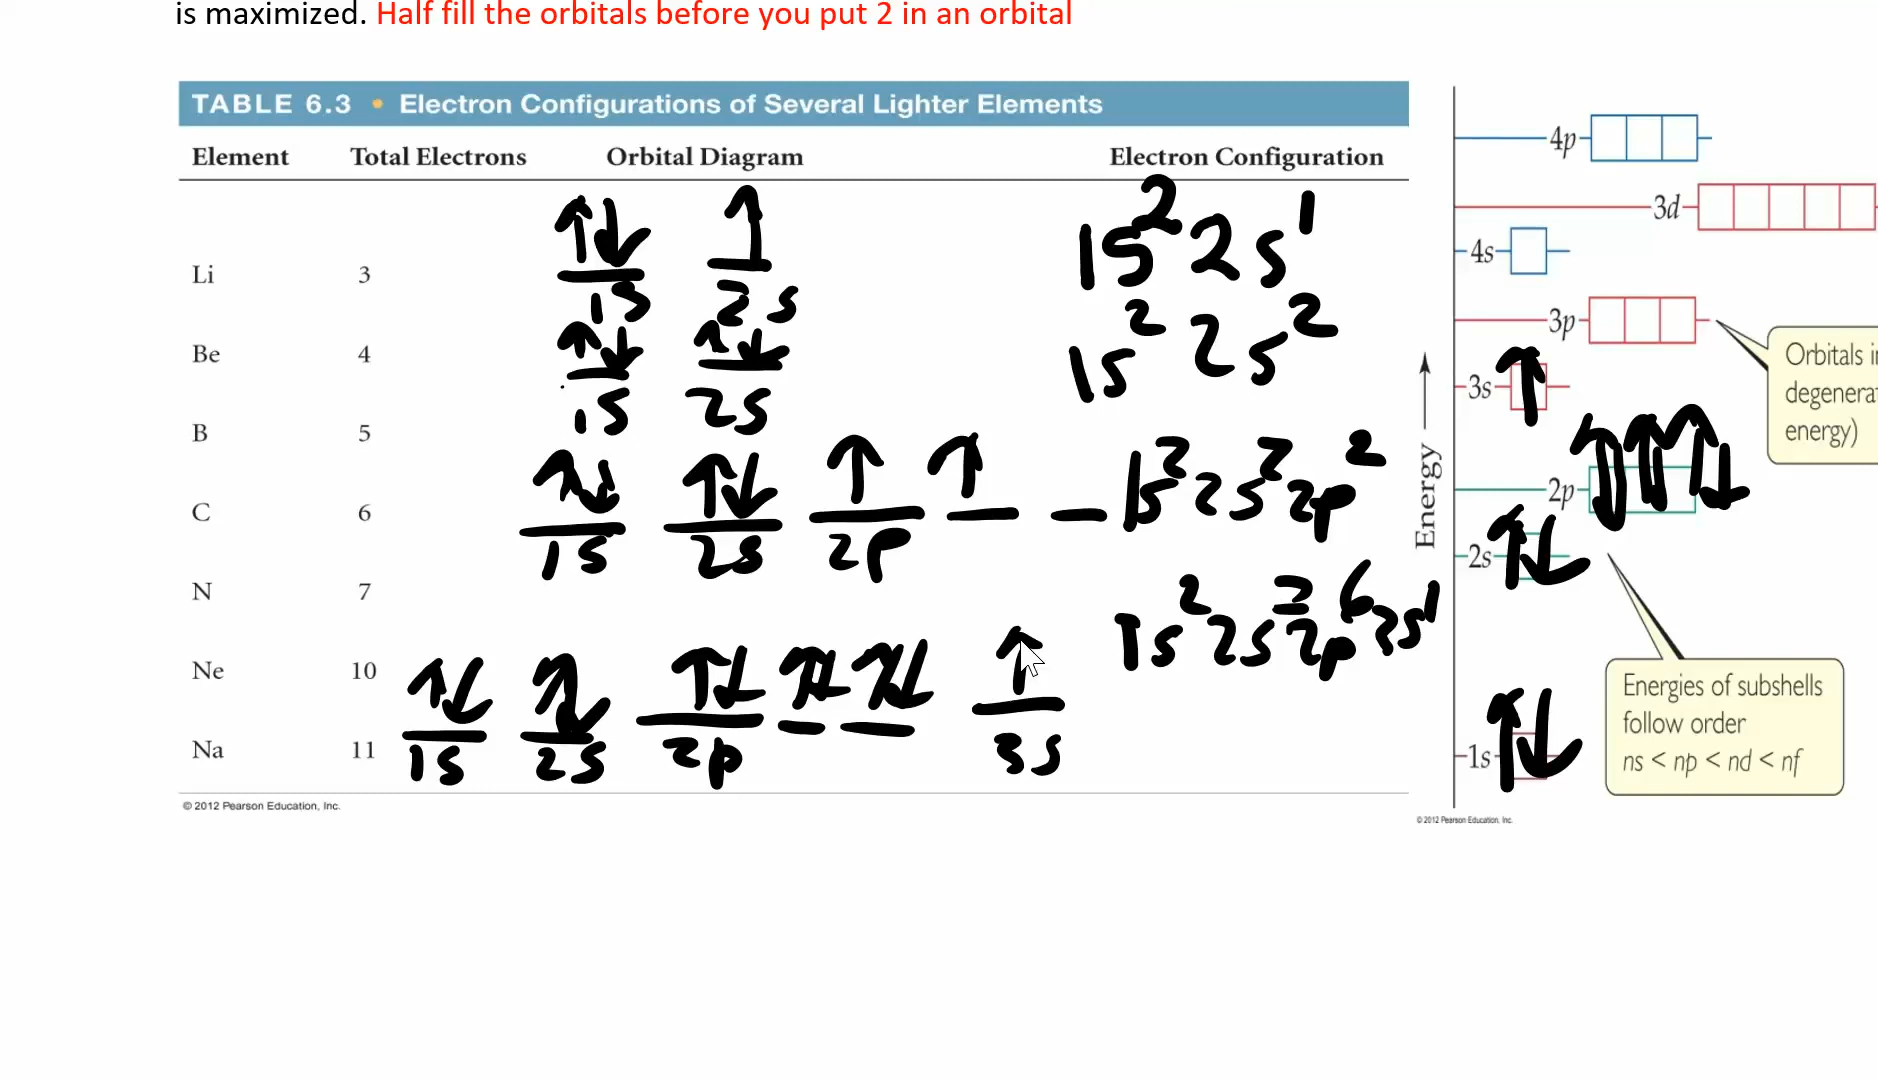 is maximized. Half fill the orbitals before you put 2 in an orbital
TABLE 6.3 • Electron Configurations of Several Lighter Elements
Element Total Electrons Orbital Diagram Electron Configuration
Li 3 1s 2s 1s² 2s¹
Be 4 1s 2s 1s² 2s²
B 5
C 6 1s 2s 2p 1s² 2s² 2p²
N 7
Ne 10
Na 11 1s 2s 2p 3s 1s² 2s² 2p⁶ 3s¹
© 2012 Pearson Education, Inc.
Energy
4p
3d
4s
3p
3s
2p
2s
1s
Orbitals
energy)
Energies of subshells
follow order
ns < np < nd < nf
© 2012 Pearson Education, Inc.